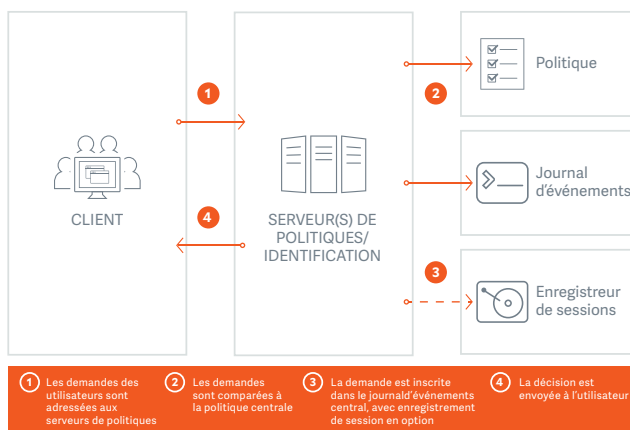 1
2
Politique
CLIENT
4
SERVEUR(S) DE
POLITIQUES/
IDENTIFICATION
Journal
d'événements
3
Enregistreur
de sessions
1 Les demandes des
utilisateurs sont
adressées aux
serveurs de politiques
2 Les demandes
sont comparées à
la politique centrale
3 La demande est inscrite
dans le journald'événements
central, avec enregistrement
de session en option
4 La décision est
envoyée à l'utilisateur